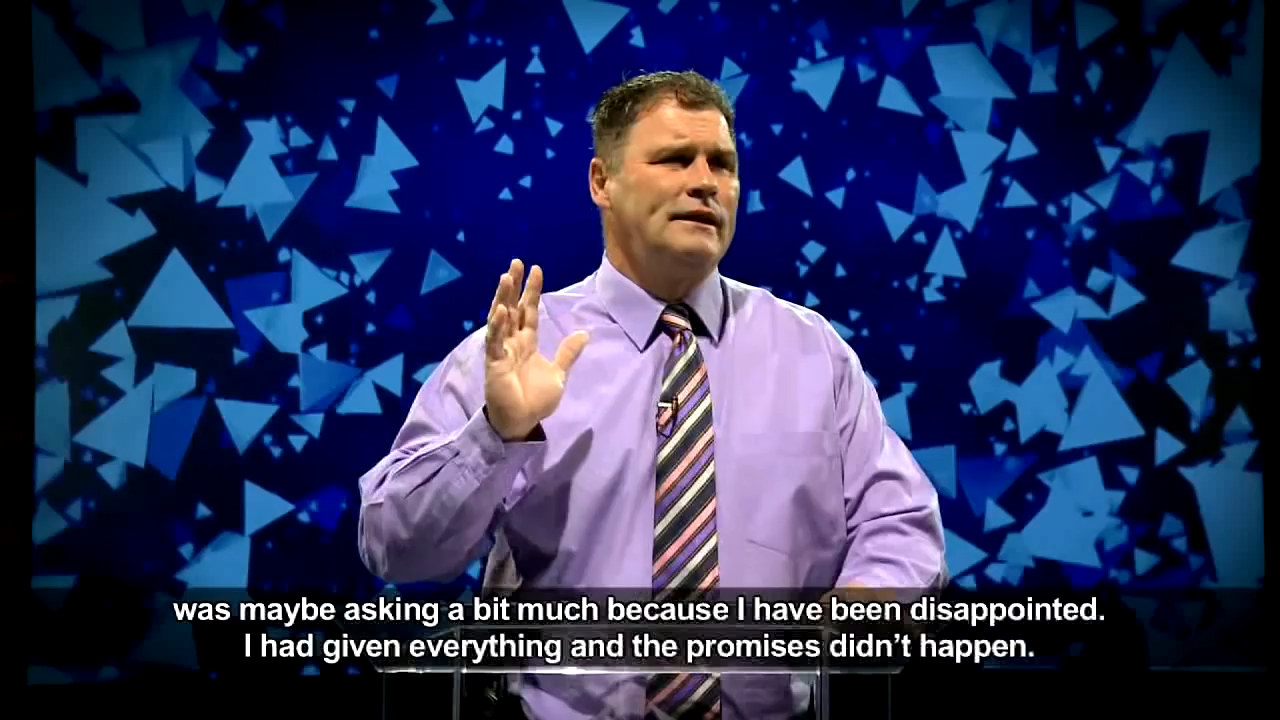 was maybe asking a bit much because I have been disappointed.
I had given everything and the promises didn’t happen.